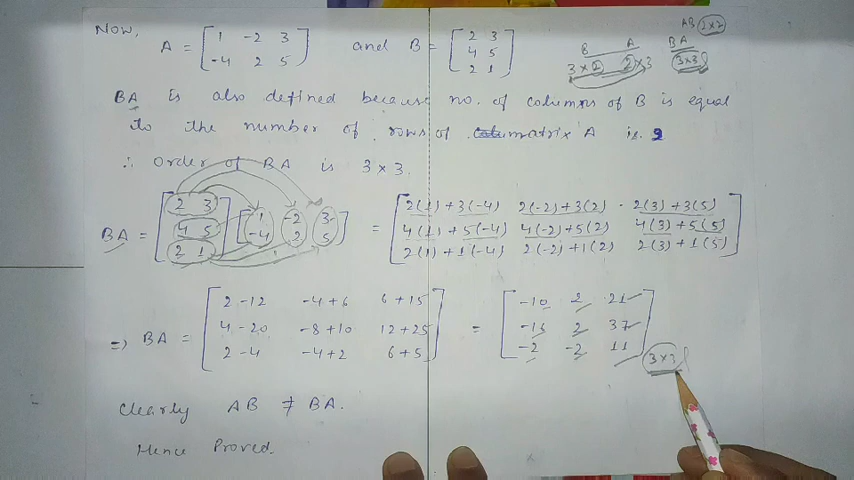 AB 2×2
Now,
A = [1 -2 3; -4 2 5] and B = [2 3; 4 5; 2 1]
B A
3×2 2×3
BA
3×3
BA is also defined because no. of columns of B is equal
to the number of rows of matrix A is 2
∴ order of BA is 3×3.
BA = [2 3; 4 5; 2 1] [1 -2 3; -4 2 5] = [2(1)+3(-4) 2(-2)+3(2) 2(3)+3(5); 4(1)+5(-4) 4(-2)+5(2) 4(3)+5(5); 2(1)+1(-4) 2(-2)+1(2) 2(3)+1(5)]
⇒ BA = [2-12 -4+6 6+15; 4-20 -8+10 12+25; 2-4 -4+2 6+5] = [-10 2 21; -16 2 37; -2 -2 11] 3×3
Clearly AB ≠ BA.
Hence Proved.